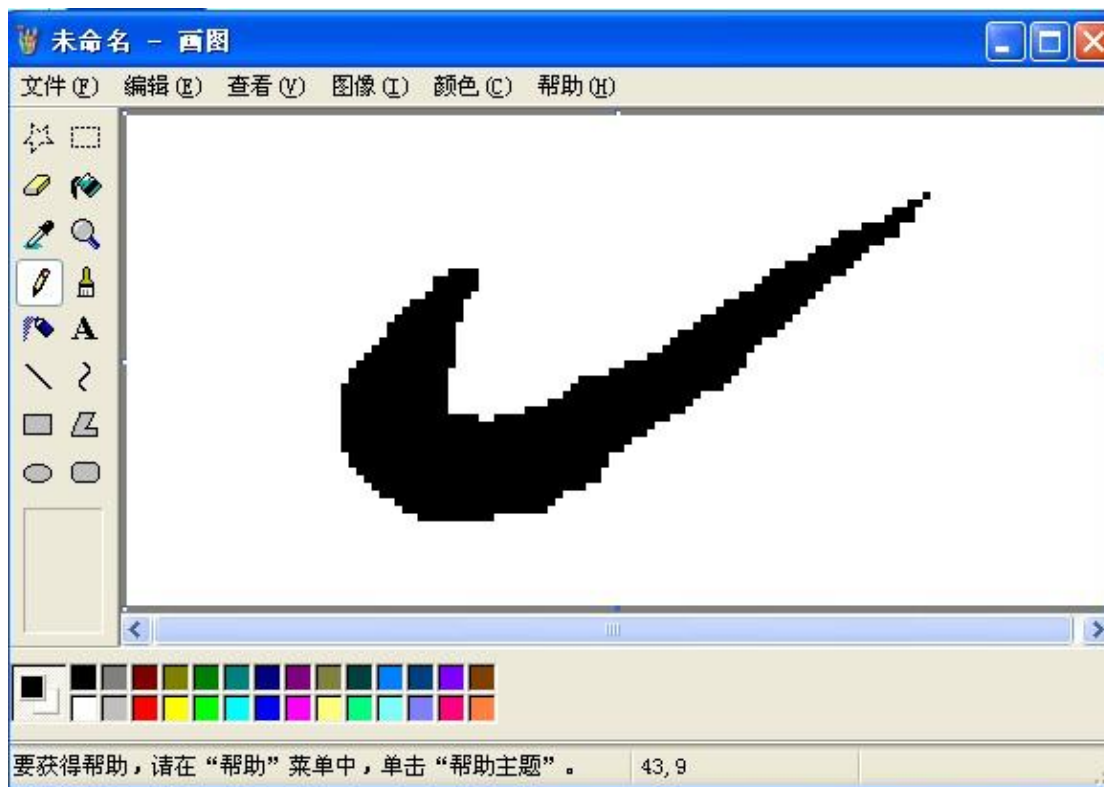 未命名 - 画图
文件(F) 编辑(E) 查看(V) 图像(I) 颜色(C) 帮助(H)
A
要获得帮助，请在“帮助”菜单中，单击“帮助主题”。 43,9